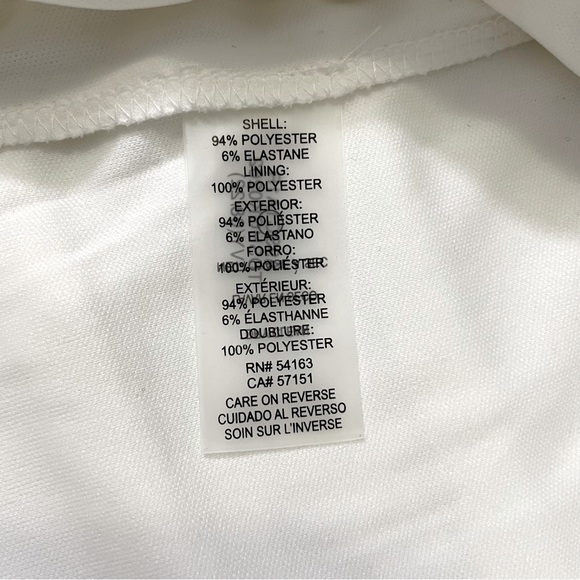 SHELL:
94% POLYESTER
6% ELASTANE
LINING:
100% POLYESTER
EXTERIOR:
94% POLIÉSTER
6% ELASTANO
FORRO:
100% POLIÉSTER
EXTÉRIEUR:
94% POLYESTER
6% ÉLASTHANNE
DOUBLURE:
100% POLYESTER
RN# 54163
CA# 57151
CARE ON REVERSE
CUIDADO AL REVERSO
SOIN SUR L'INVERSE